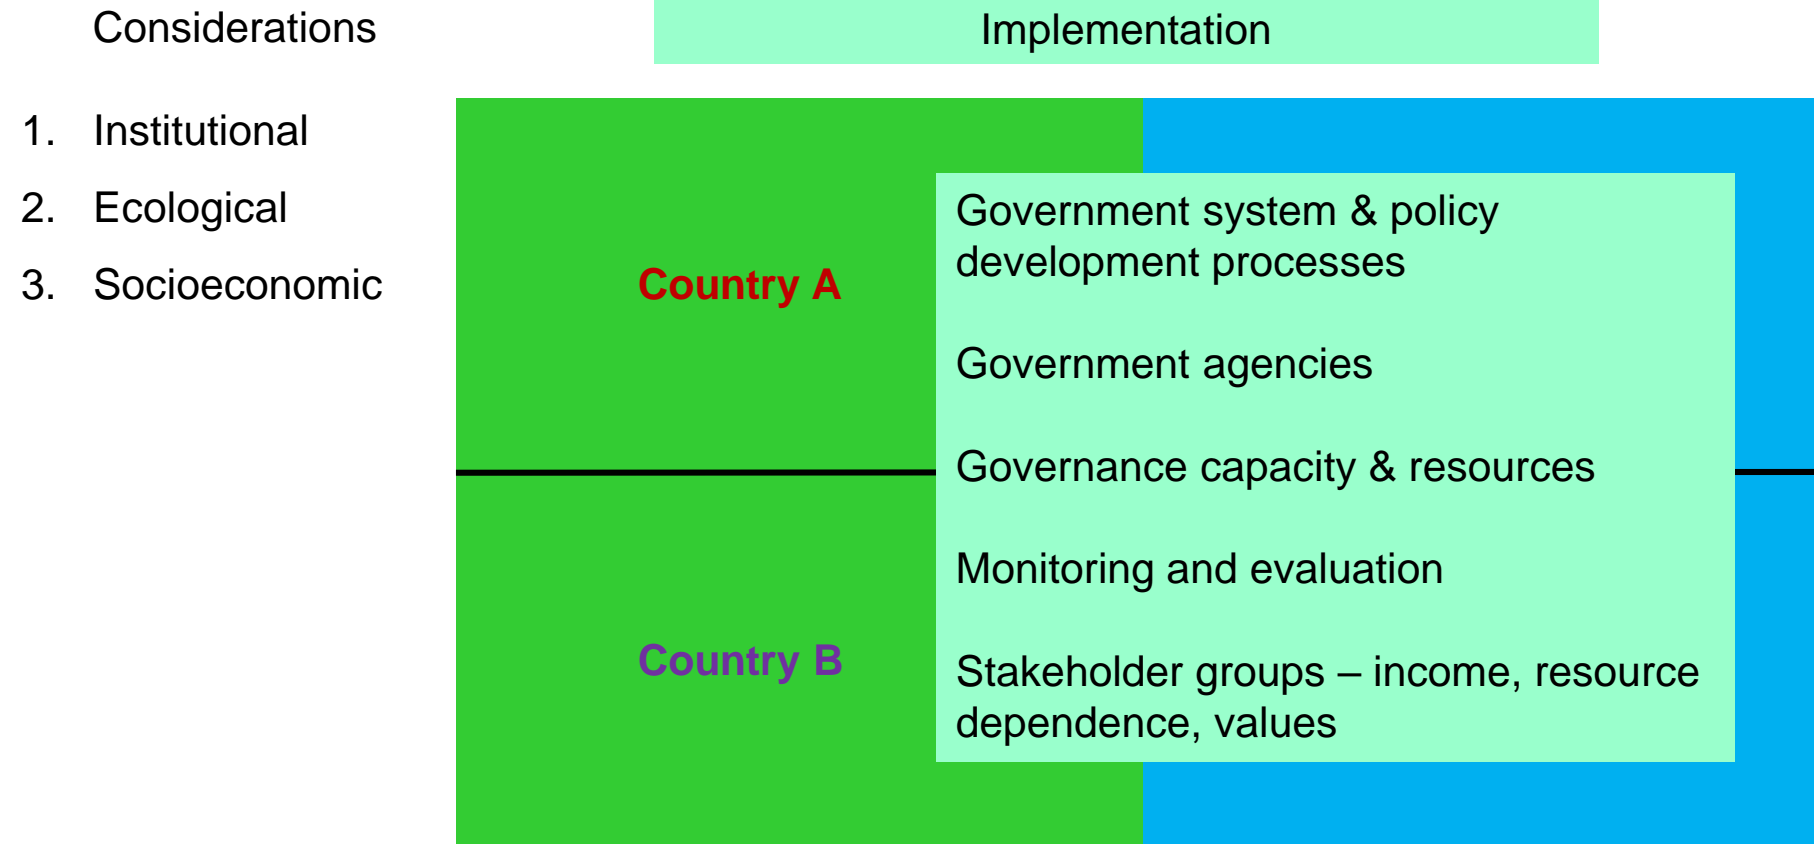 Considerations
Implementation
1. Institutional
2. Ecological
3. Socioeconomic
Country A
Country B
Government system & policy
development processes
Government agencies
Governance capacity & resources
Monitoring and evaluation
Stakeholder groups – income, resource
dependence, values